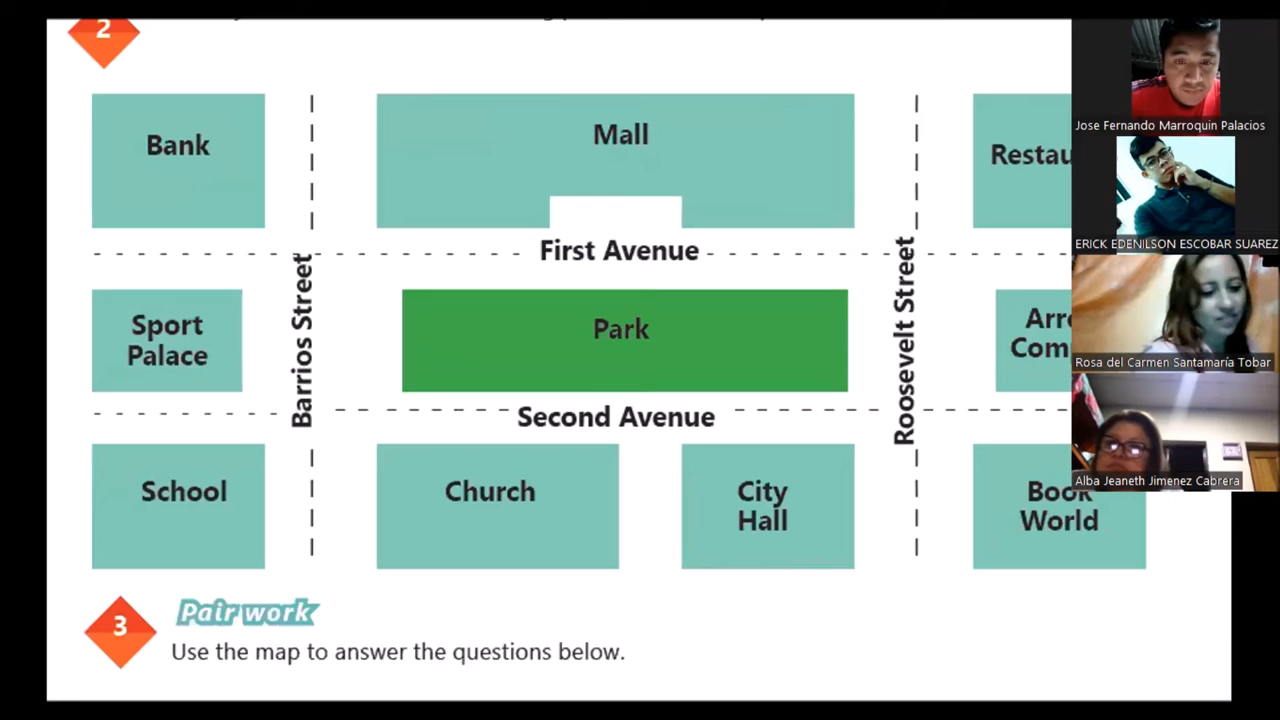 2
Bank
Mall
Restau
First Avenue
Barrios Street
Roosevelt Street
Sport
Palace
Park
Arre
Com
Second Avenue
School
Church
City
Hall
Book
World
3
Pair work
Use the map to answer the questions below.
Jose Fernando Marroquin Palacios
ERICK EDENILSON ESCOBAR SUAREZ
Rosa del Carmen Santamaría Tobar
Alba Jeaneth Jimenez Cabrera